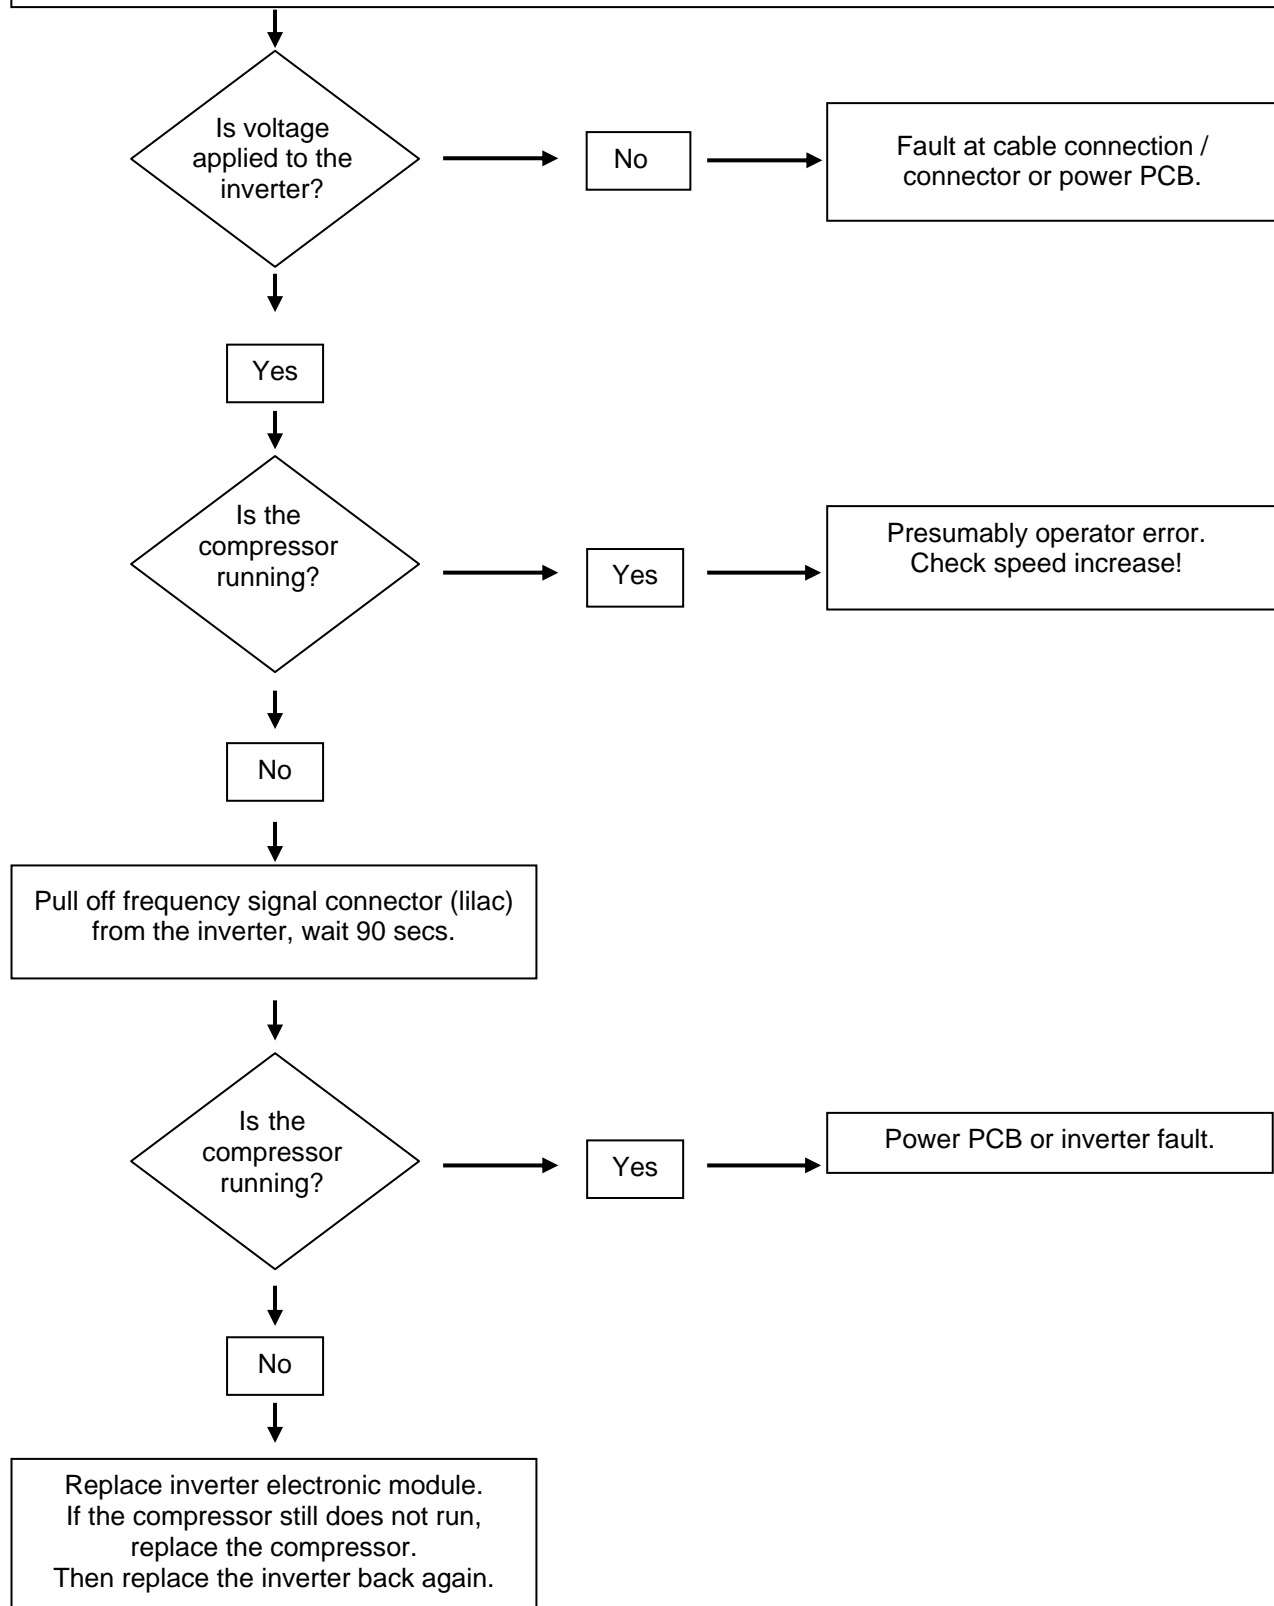 Is voltage
applied to the
inverter?
No
Fault at cable connection /
connector or power PCB.
Yes
Is the
compressor
running?
Yes
Presumably operator error.
Check speed increase!
No
Pull off frequency signal connector (lilac)
from the inverter, wait 90 secs.
Is the
compressor
running?
Yes
Power PCB or inverter fault.
No
Replace inverter electronic module.
If the compressor still does not run,
replace the compressor.
Then replace the inverter back again.